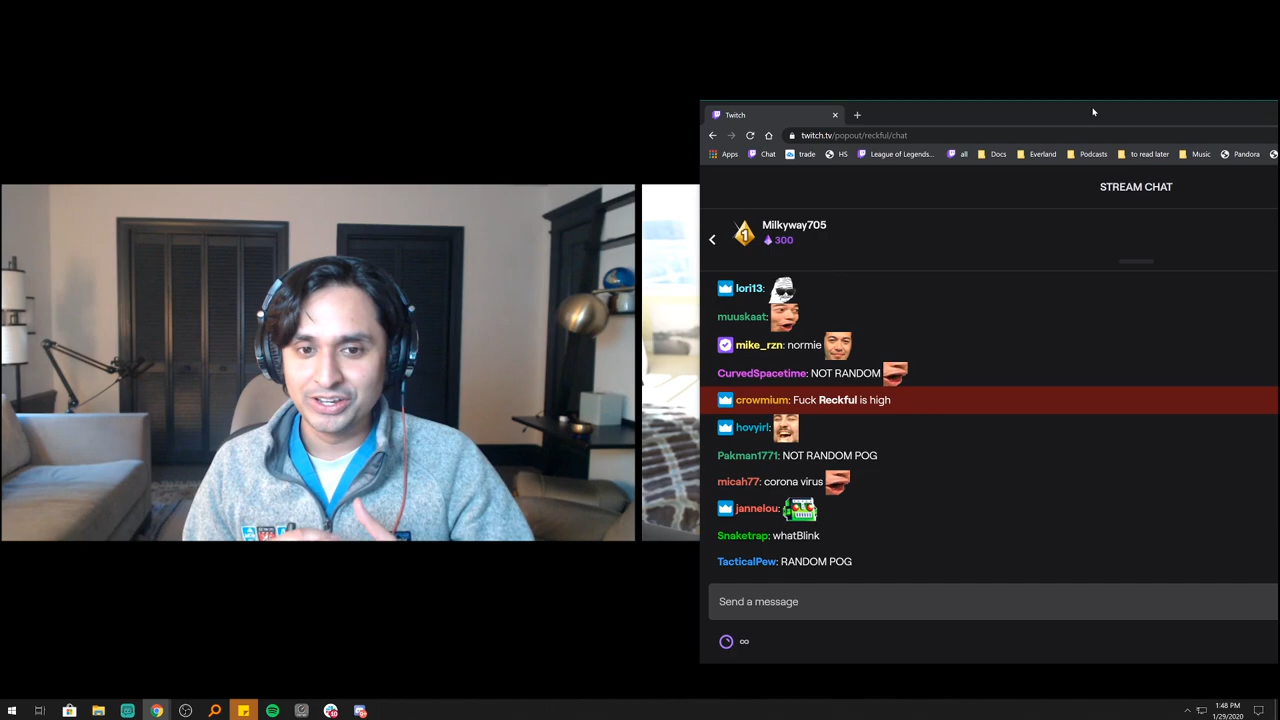 Twitch
twitch.tv/popout/reckful/chat
Apps Chat trade HS League of Legends... all Docs Everland Podcasts to read later Music Pandora
STREAM CHAT
1 Milkyway705
300
lori13:
muuskaat:
mike_rzn: normie
CurvedSpacetime: NOT RANDOM
crowmium: Fuck Reckful is high
hovyirl:
Pakman1771: NOT RANDOM POG
micah77: corona virus
jannelou:
Snaketrap: whatBlink
TacticalPew: RANDOM POG
Send a message
∞
1:48 PM
1/29/2020